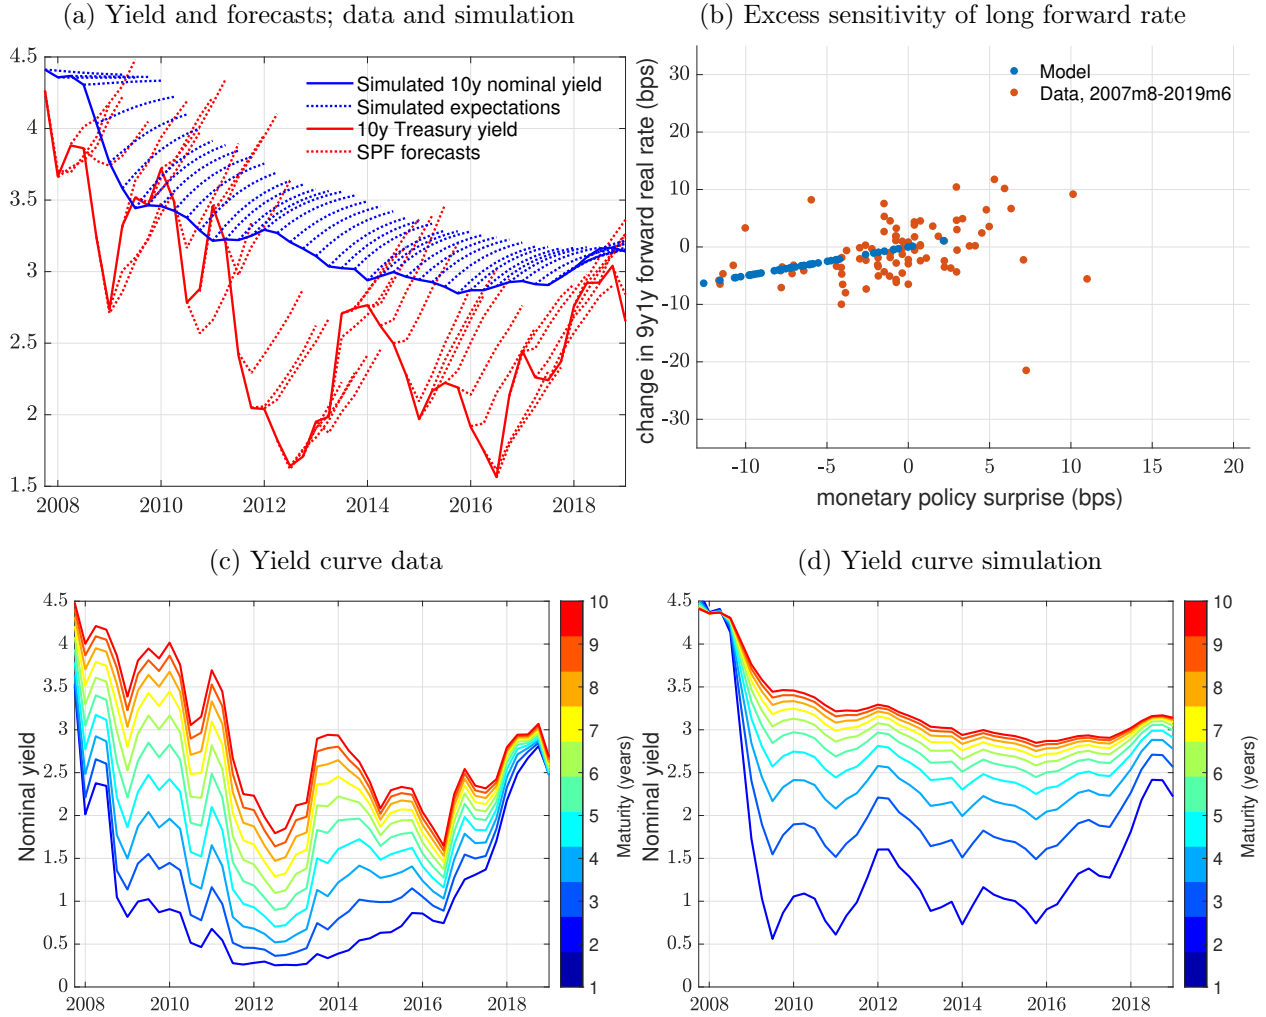 (a) Yield and forecasts; data and simulation
4.5
4
3.5
3
2.5
2
1.5
2008 2010 2012 2014 2016 2018
Simulated 10y nominal yield
Simulated expectations
10y Treasury yield
SPF forecasts
(b) Excess sensitivity of long forward rate
change in 9y1y forward real rate (bps)
30
20
10
0
-10
-20
-30
-10 -5 0 5 10 15 20
monetary policy surprise (bps)
Model
Data, 2007m8-2019m6
(c) Yield curve data
Nominal yield
4.5
4
3.5
3
2.5
2
1.5
1
0.5
0
2008 2010 2012 2014 2016 2018
10
9
8
7
6
5
4
3
2
1
Maturity (years)
(d) Yield curve simulation
Nominal yield
4.5
4
3.5
3
2.5
2
1.5
1
0.5
0
2008 2010 2012 2014 2016 2018
10
9
8
7
6
5
4
3
2
1
Maturity (years)